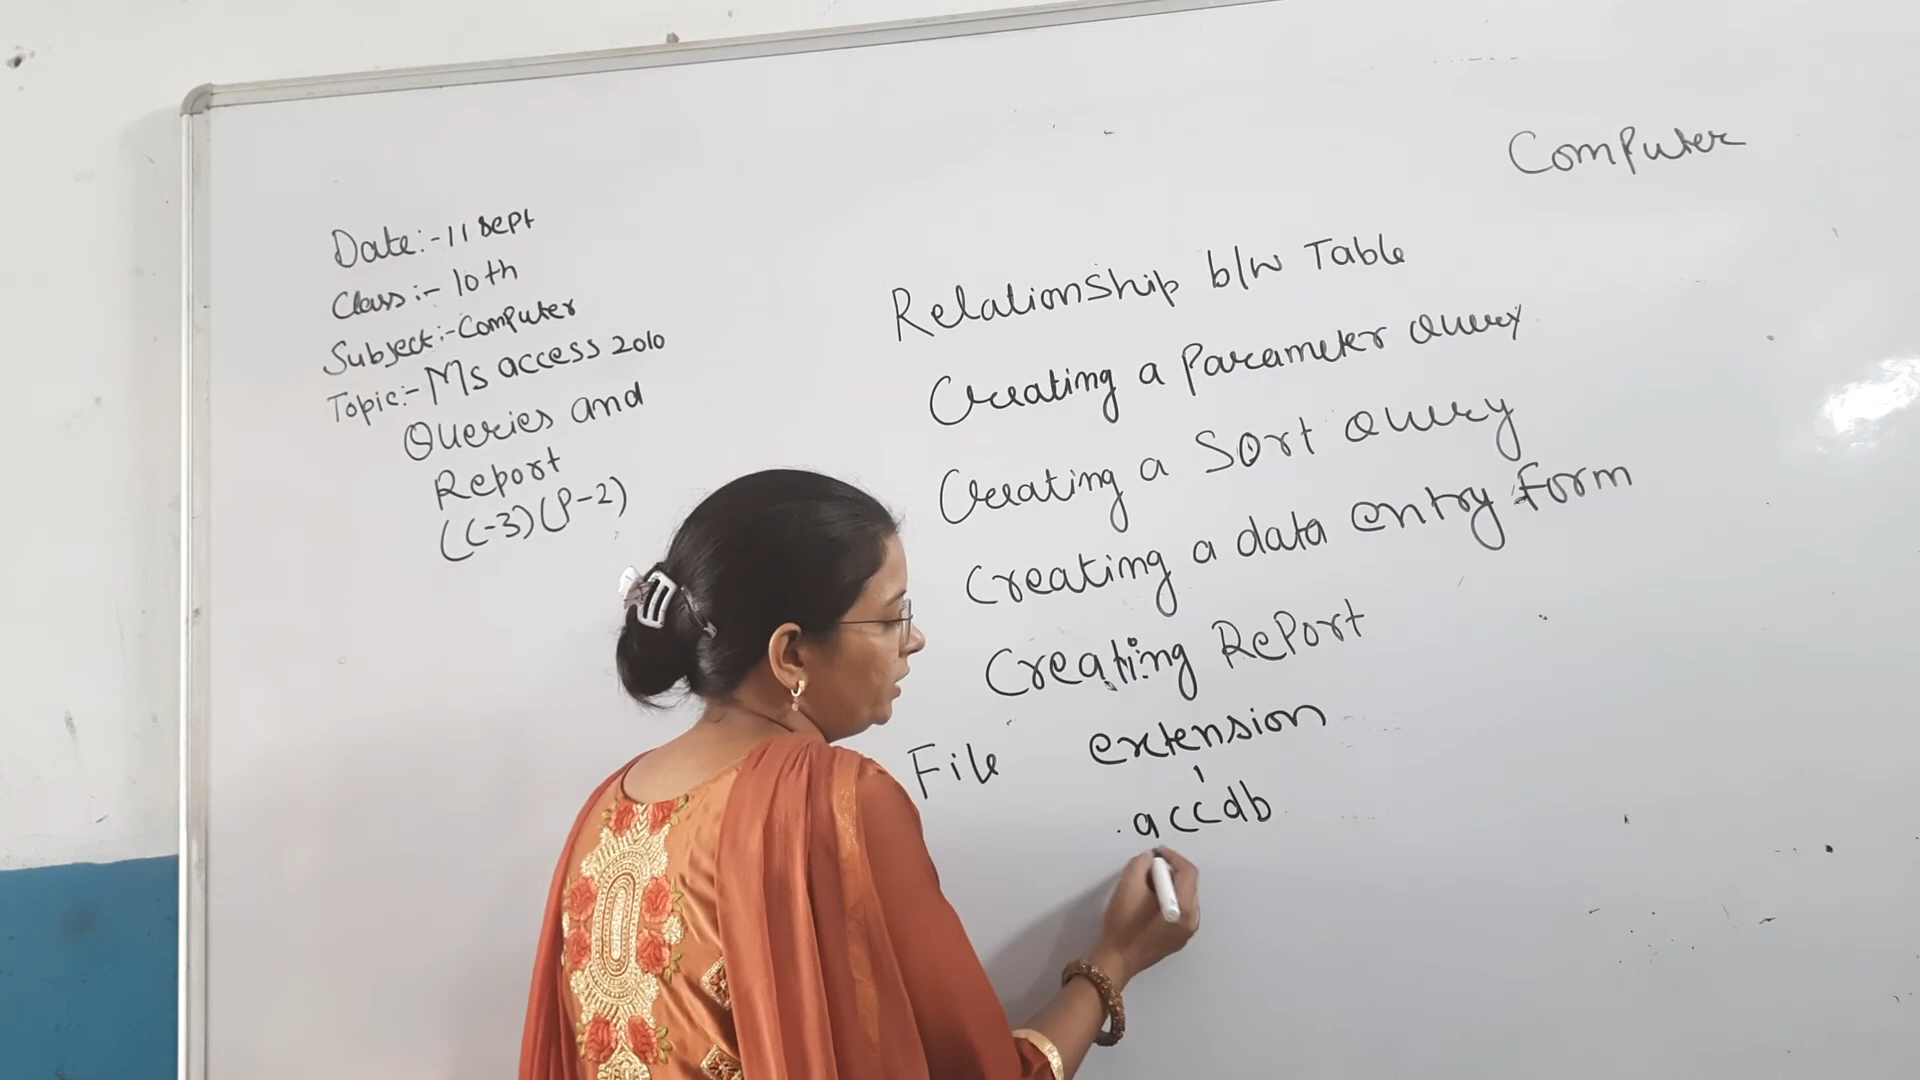 Computer
Date:- 11 Sept
Class:- 10th
Subject:- Computer
Topic:- Ms access 2010
Queries and
Report
(C-3)(P-2)
Relationship b/w Table
Creating a Parameter Query
Creating a Sort Query
Creating a data entry form
Creating Report
File extension
.accdb